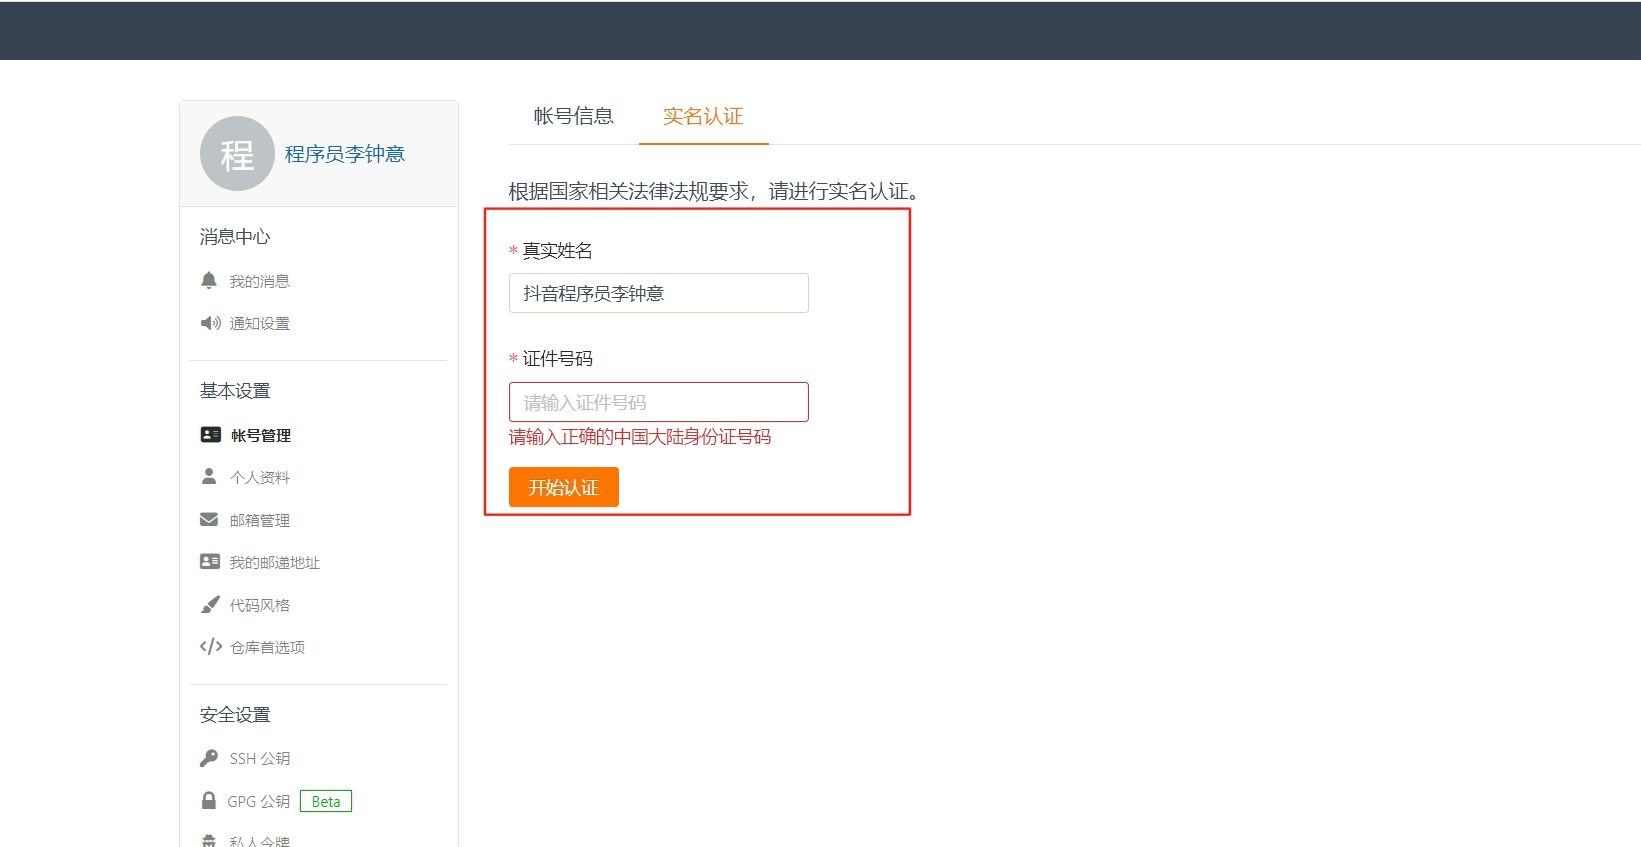 程
程序员李钟意
消息中心
我的消息
通知设置
基本设置
帐号管理
个人资料
邮箱管理
我的邮递地址
代码风格
仓库首选项
安全设置
SSH 公钥
GPG 公钥 Beta
私人令牌
帐号信息 实名认证
根据国家相关法律法规要求，请进行实名认证。
* 真实姓名
抖音程序员李钟意
* 证件号码
请输入证件号码
请输入正确的中国大陆身份证号码
开始认证